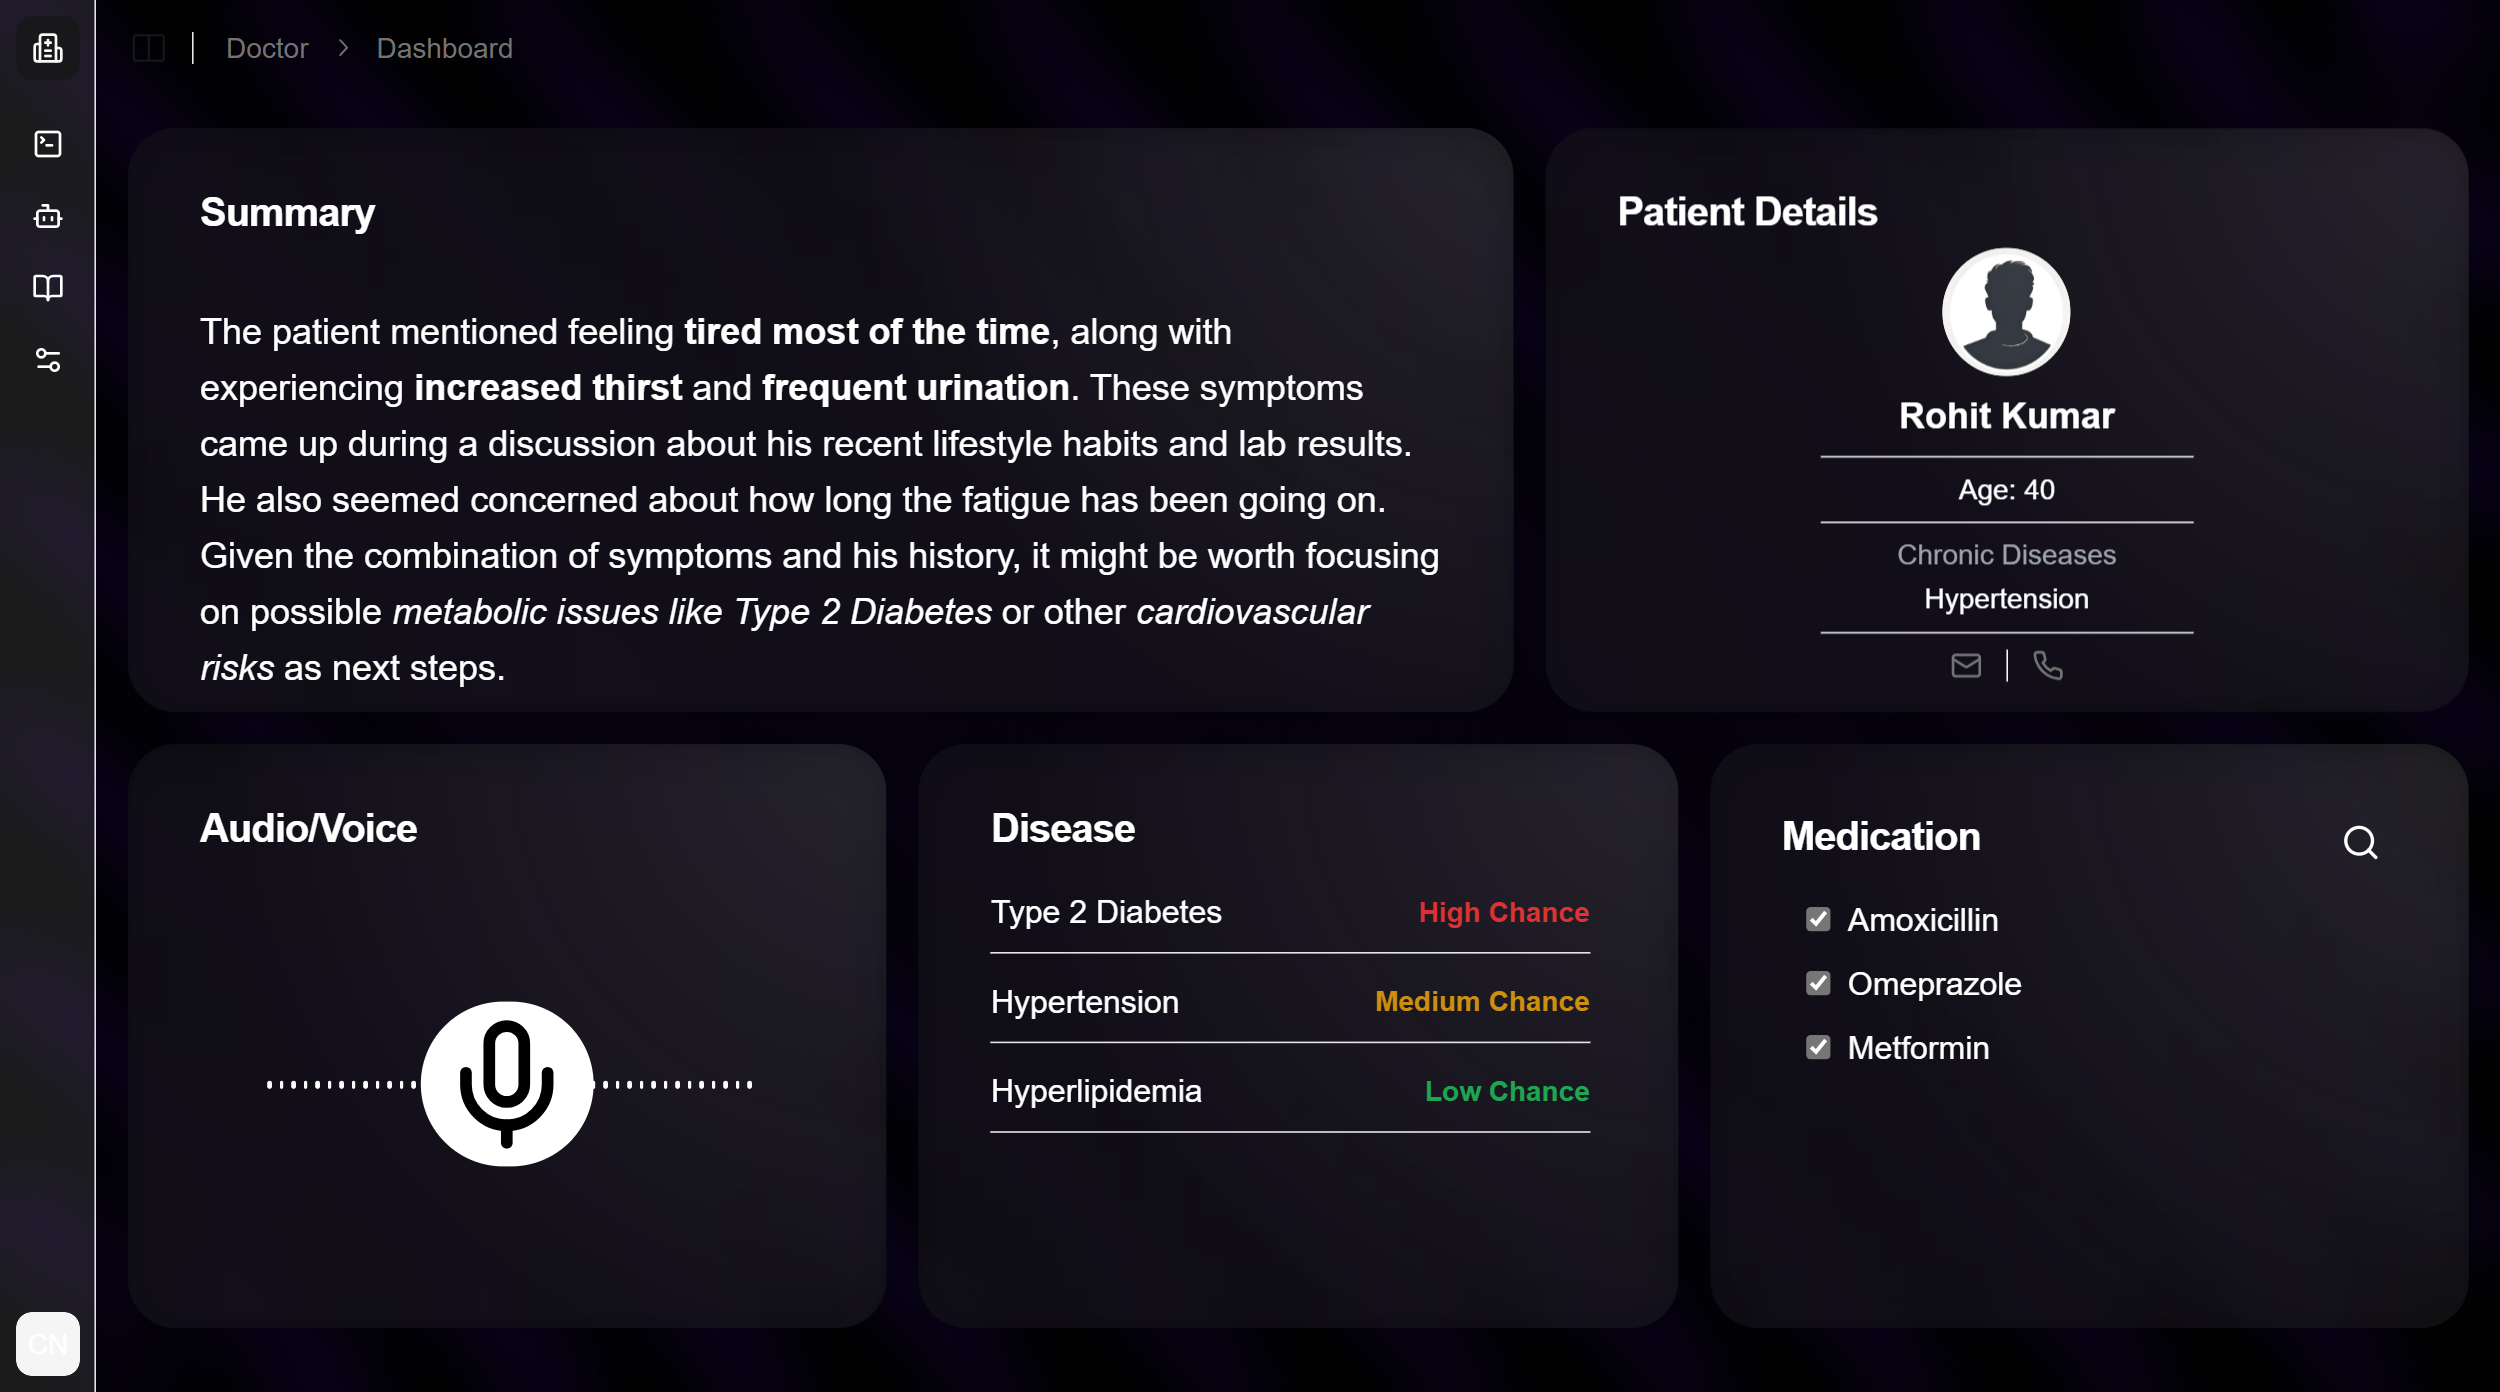 Doctor > Dashboard
Summary
The patient mentioned feeling tired most of the time, along with
experiencing increased thirst and frequent urination. These symptoms
came up during a discussion about his recent lifestyle habits and lab results.
He also seemed concerned about how long the fatigue has been going on.
Given the combination of symptoms and his history, it might be worth focusing
on possible metabolic issues like Type 2 Diabetes or other cardiovascular
risks as next steps.
Patient Details
Rohit Kumar
Age: 40
Chronic Diseases
Hypertension
Audio/Voice
Disease
Type 2 Diabetes High Chance
Hypertension Medium Chance
Hyperlipidemia Low Chance
Medication
Amoxicillin
Omeprazole
Metformin
CN